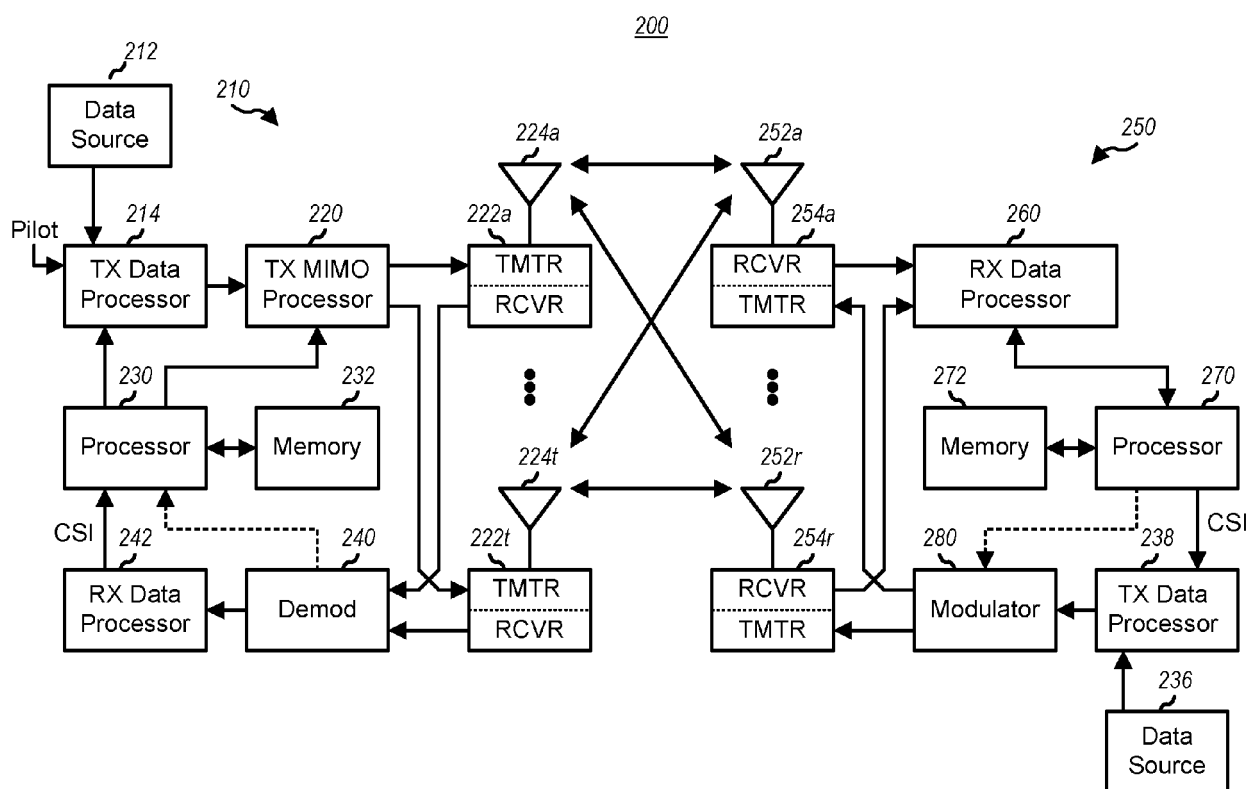 200
212
Data
Source
210
224a
252a
250
Pilot
214
220
222a
254a
260
TX Data
Processor
TX MIMO
Processor
TMTR
RCVR
RCVR
TMTR
RX Data
Processor
230
232
272
270
Processor
Memory
Memory
Processor
224t
252r
CSI
242
240
222t
254r
280
238
CSI
RX Data
Processor
Demod
TMTR
RCVR
RCVR
TMTR
Modulator
TX Data
Processor
236
Data
Source